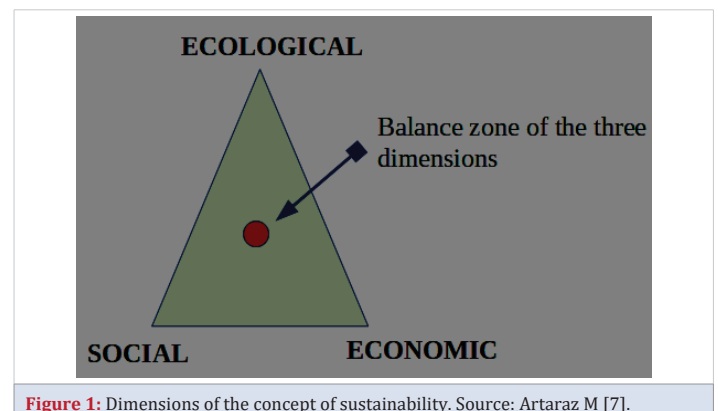 ECOLOGICAL
Balance zone of the three
dimensions
SOCIAL
ECONOMIC
Figure 1: Dimensions of the concept of sustainability. Source: Artaraz M [7].